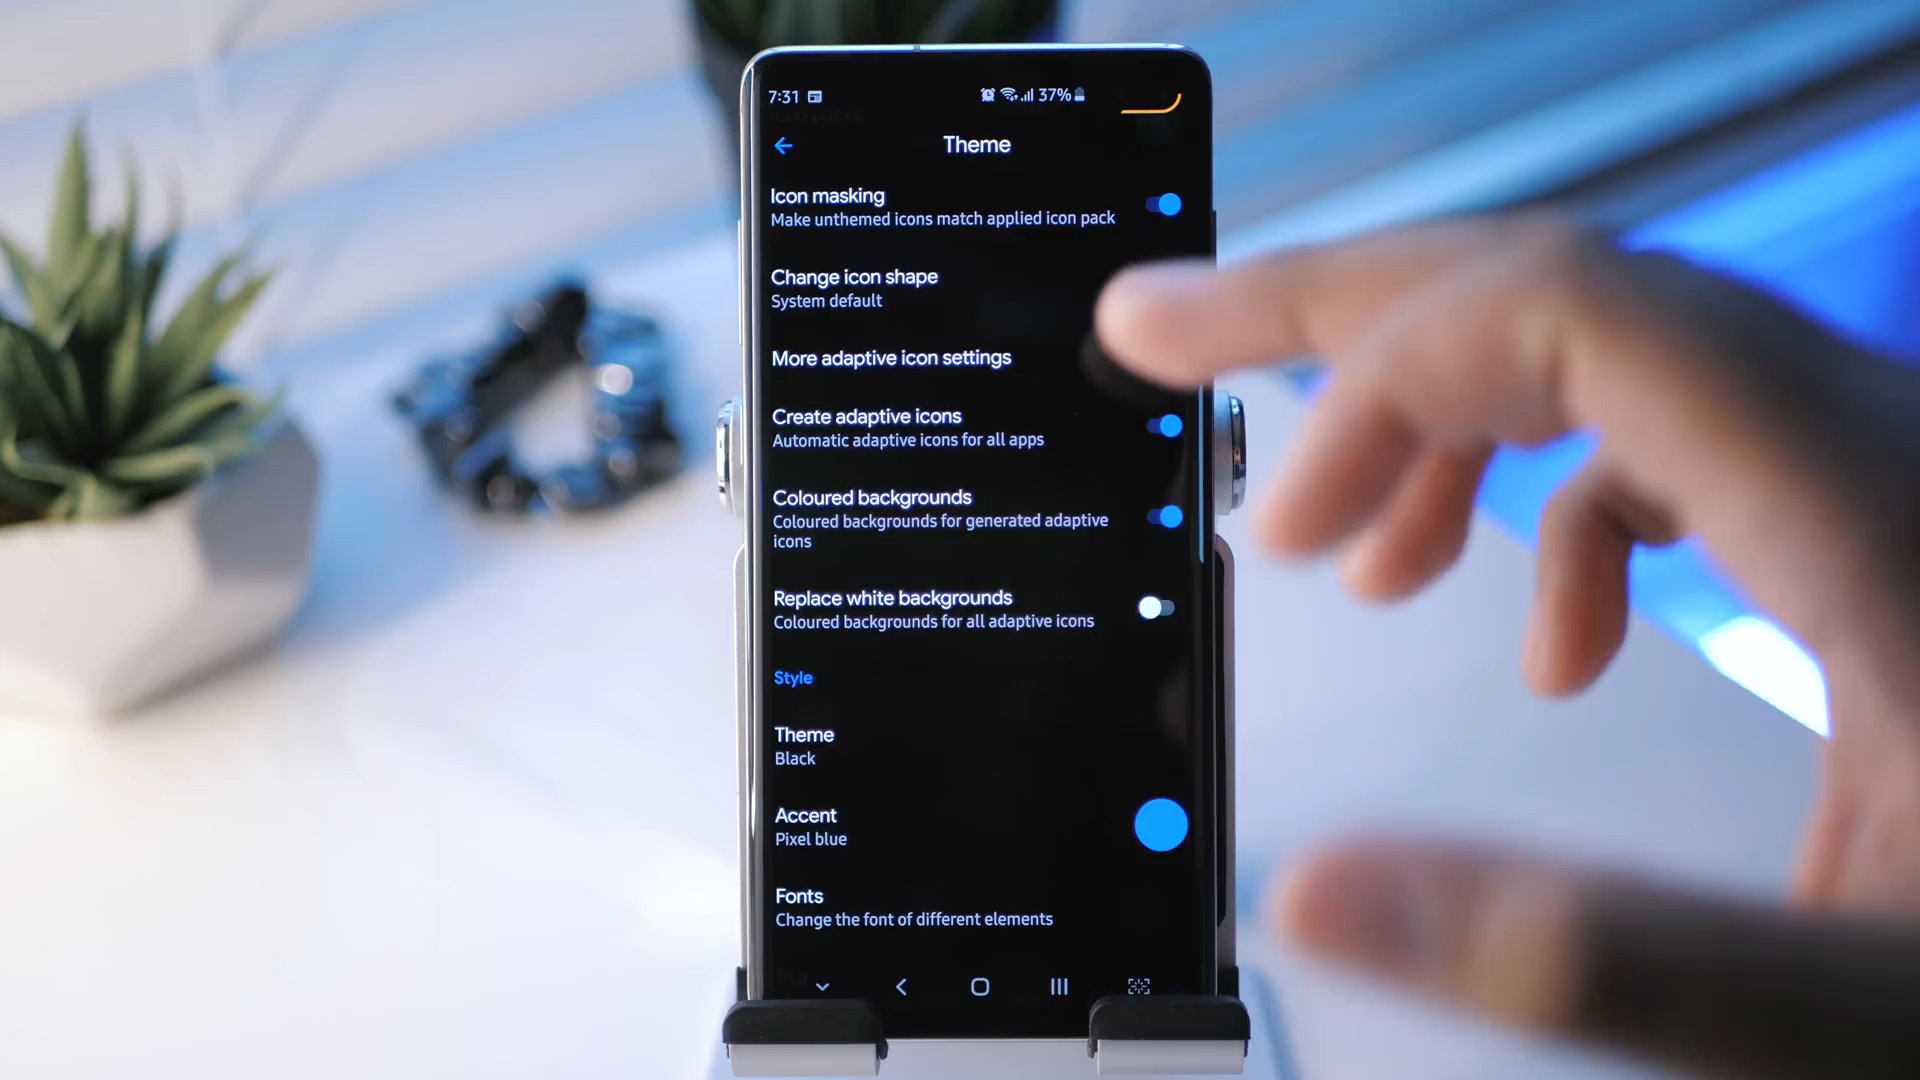 7:31 37%
Icon packs
Theme
Icon masking
Make unthemed icons match applied icon pack
Change icon shape
System default
More adaptive icon settings
Create adaptive icons
Automatic adaptive icons for all apps
Coloured backgrounds
Coloured backgrounds for generated adaptive
icons
Replace white backgrounds
Coloured backgrounds for all adaptive icons
Style
Theme
Black
Accent
Pixel blue
Fonts
Change the font of different elements
Blur